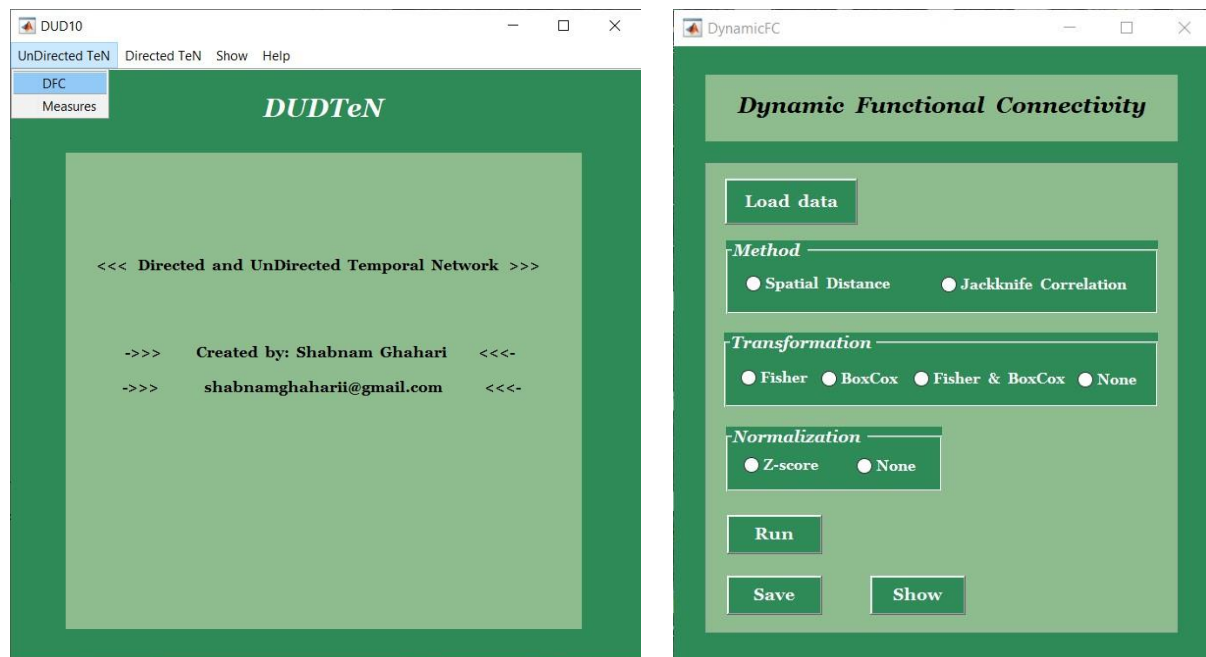 DUD10
UnDirected TeN Directed TeN Show Help
DFC
Measures
DUDTeN
<<< Directed and UnDirected Temporal Network >>>
->>> Created by: Shabnam Ghahari <<<-
->>> shabnamghaharii@gmail.com <<<-
DynamicFC
Dynamic Functional Connectivity
Load data
Method
Spatial Distance Jackknife Correlation
Transformation
Fisher BoxCox Fisher & BoxCox None
Normalization
Z-score None
Run
Save Show